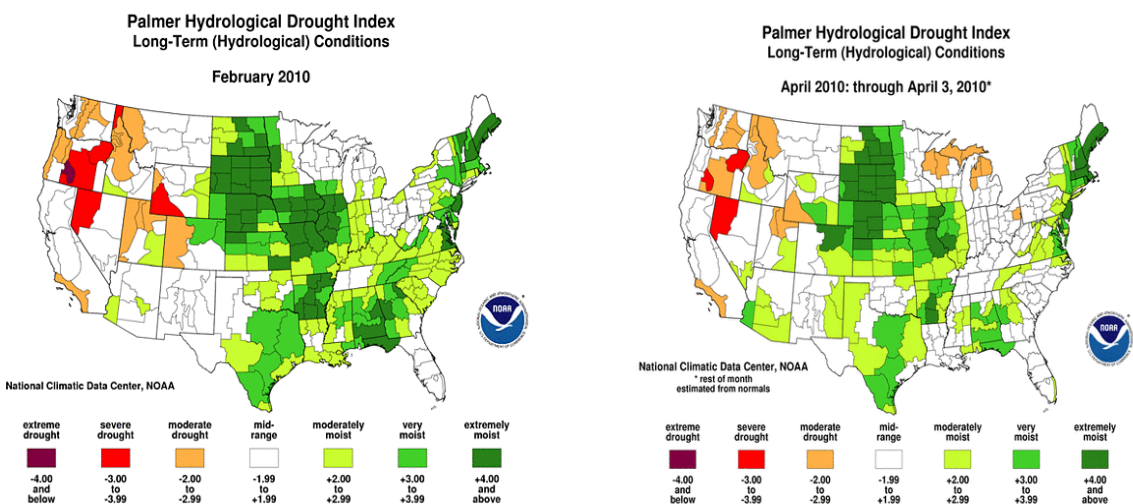 Palmer Hydrological Drought Index
Long-Term (Hydrological) Conditions
February 2010
NOAA
National Climatic Data Center, NOAA
extreme drought
severe drought
moderate drought
mid-range
moderately moist
very moist
extremely moist
-4.00 and below
-3.00 to -3.99
-2.00 to -2.99
-1.99 to +1.99
+2.00 to +2.99
+3.00 to +3.99
+4.00 and above
Palmer Hydrological Drought Index
Long-Term (Hydrological) Conditions
April 2010: through April 3, 2010*
NOAA
National Climatic Data Center, NOAA
* rest of month
estimated from normals
extreme drought
severe drought
moderate drought
mid-range
moderately moist
very moist
extremely moist
-4.00 and below
-3.00 to -3.99
-2.00 to -2.99
-1.99 to +1.99
+2.00 to +2.99
+3.00 to +3.99
+4.00 and above